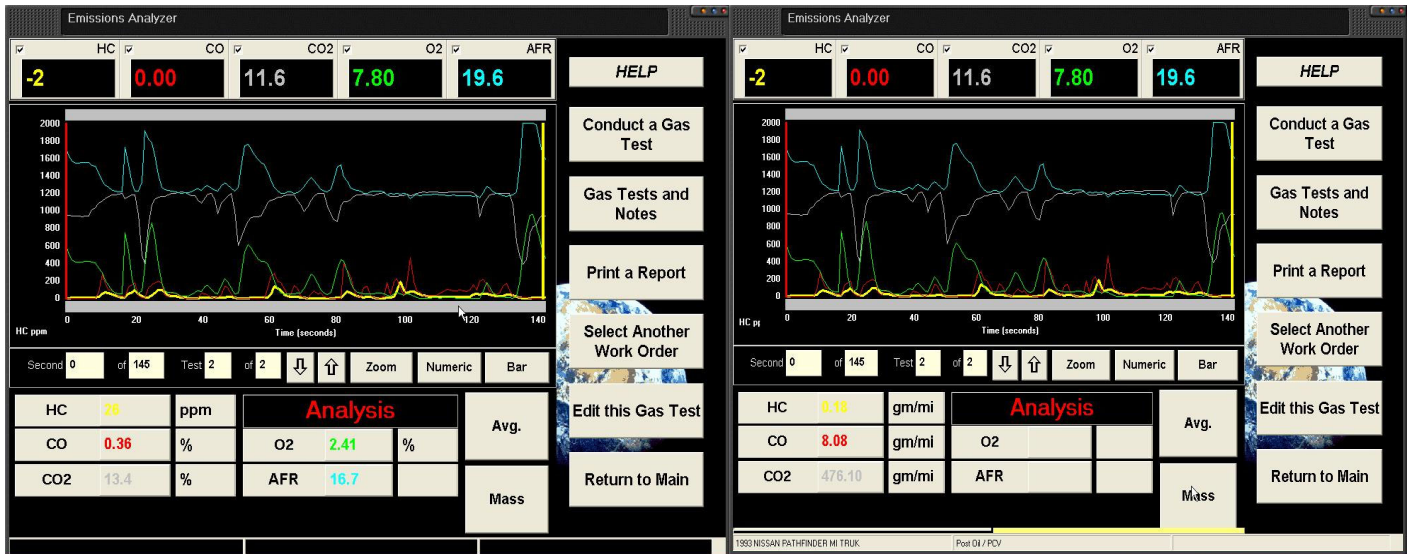 Emissions Analyzer
HC CO CO2 O2 AFR
-2 0.00 11.6 7.80 19.6
HELP
Conduct a Gas
Test
Gas Tests and
Notes
Print a Report
Select Another
Work Order
Edit this Gas Test
Return to Main
2000
1800
1600
1400
1200
1000
800
600
400
200
0
0 20 40 60 80 100 120 140
HC ppm
Time (seconds)
Second 0 of 145 Test 2 of 2 Zoom Numeric Bar
HC 26 ppm Analysis Avg.
CO 0.36 % O2 2.41 %
CO2 13.4 % AFR 16.7 Mass
Emissions Analyzer
HC CO CO2 O2 AFR
-2 0.00 11.6 7.80 19.6
HELP
Conduct a Gas
Test
Gas Tests and
Notes
Print a Report
Select Another
Work Order
Edit this Gas Test
Return to Main
2000
1800
1600
1400
1200
1000
800
600
400
200
0
0 20 40 60 80 100 120 140
HC
Time (seconds)
Second 0 of 145 Test 2 of 2 Zoom Numeric Bar
HC gm/mi Analysis Avg.
CO 8.08 gm/mi O2
CO2 476.10 gm/mi AFR Mass
1993 NISSAN PATHFINDER MI TRUK Post Oil / PCV